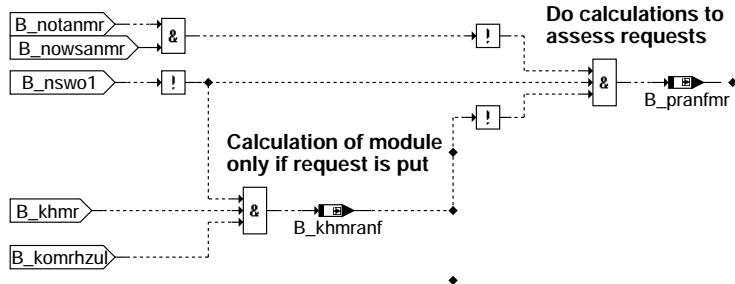 Do calculations to
assess requests
B_notanmr
B_nowsanmr
&
!
B_nswo1
!
&
B_pranfmr
!
Calculation of module
only if request is put
B_khmr
&
B_khmranf
B_komrhzul